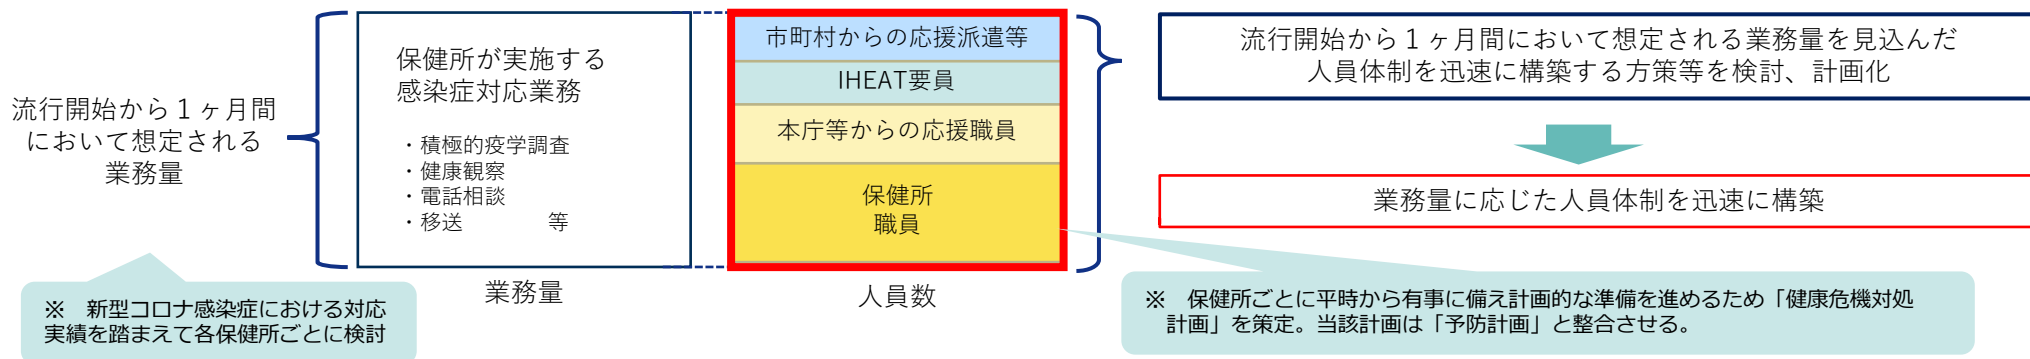 流行開始から１ヶ月間
において想定される
業務量
※　新型コロナ感染症における対応
実績を踏まえて各保健所ごとに検討
保健所が実施する
感染症対応業務
・積極的疫学調査
・健康観察
・電話相談
・移送　　　　等
業務量
市町村からの応援派遣等
IHEAT要員
本庁等からの応援職員
保健所
職員
人員数
流行開始から１ヶ月間において想定される業務量を見込んだ
人員体制を迅速に構築する方策等を検討、計画化
業務量に応じた人員体制を迅速に構築
※　保健所ごとに平時から有事に備え計画的な準備を進めるため「健康危機対処
計画」を策定。当該計画は「予防計画」と整合させる。